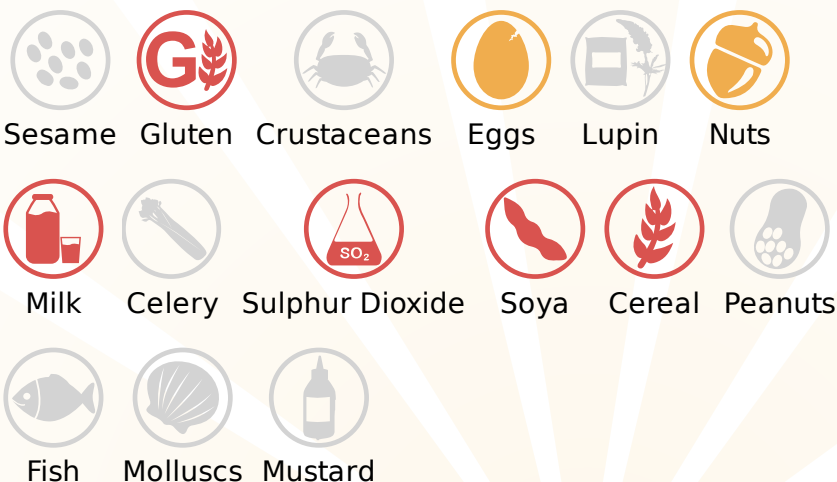 G
Sesame Gluten Crustaceans Eggs Lupin Nuts
SO₂
Milk Celery Sulphur Dioxide Soya Cereal Peanuts
Fish Molluscs Mustard